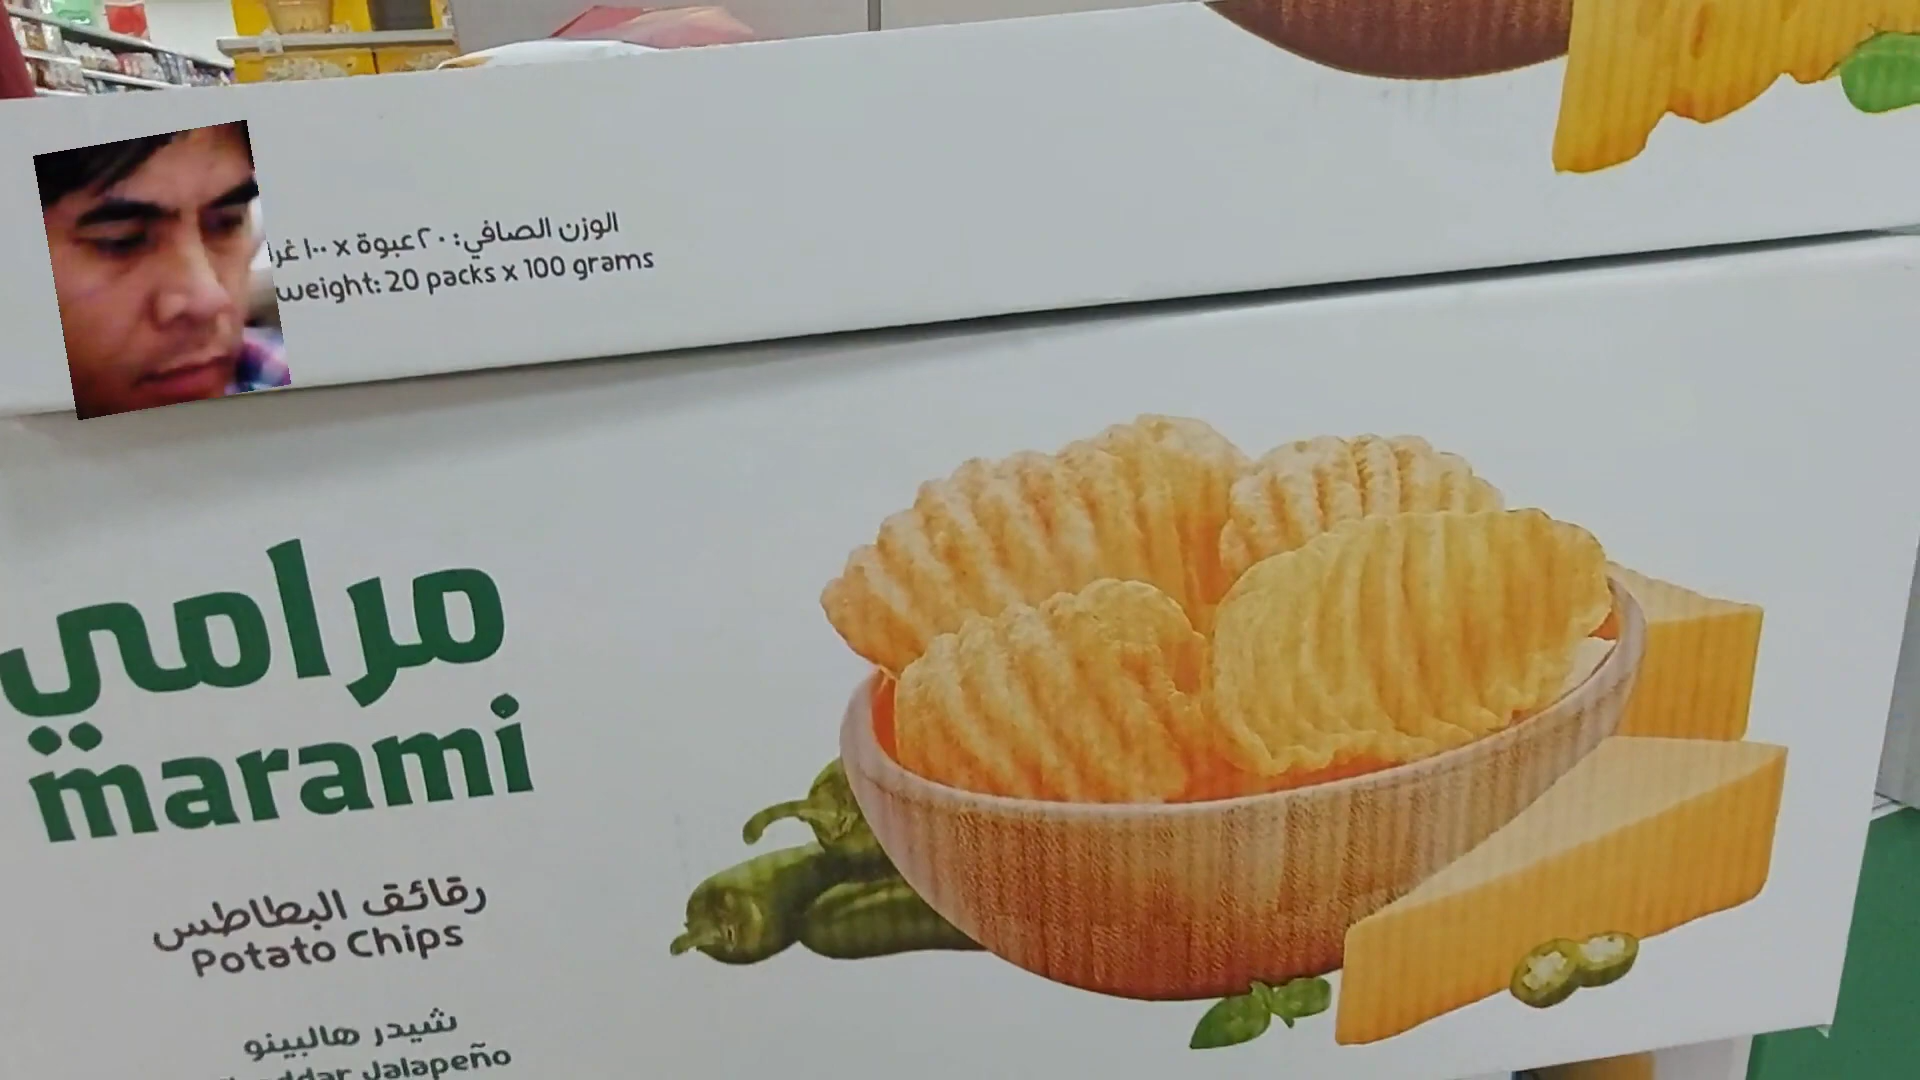 الوزن الصافي: ٢٠ عبوة x ١٠٠
weight: 20 packs x 100 grams
مرامي
marami
رقائق البطاطس
Potato Chips
شيدر هالبينو
Jalapeño